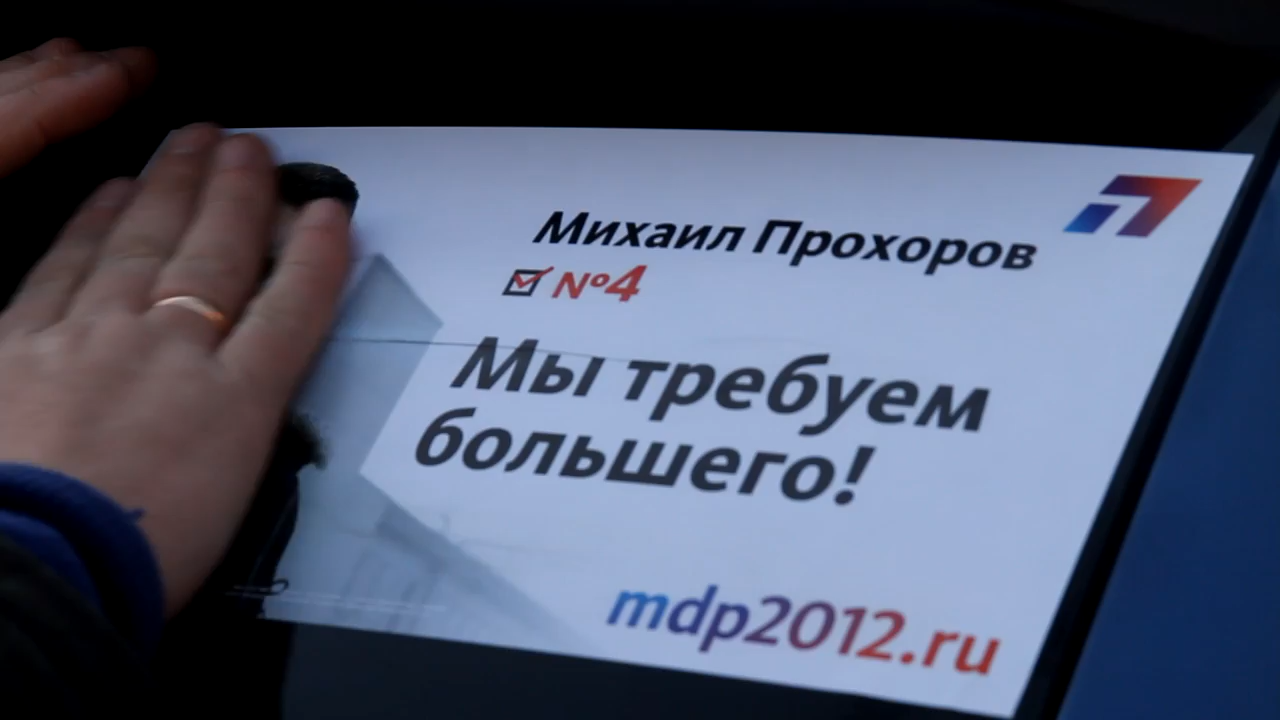 Михаил Прохоров
№4
Мы требуем
большего!
mdp2012.ru